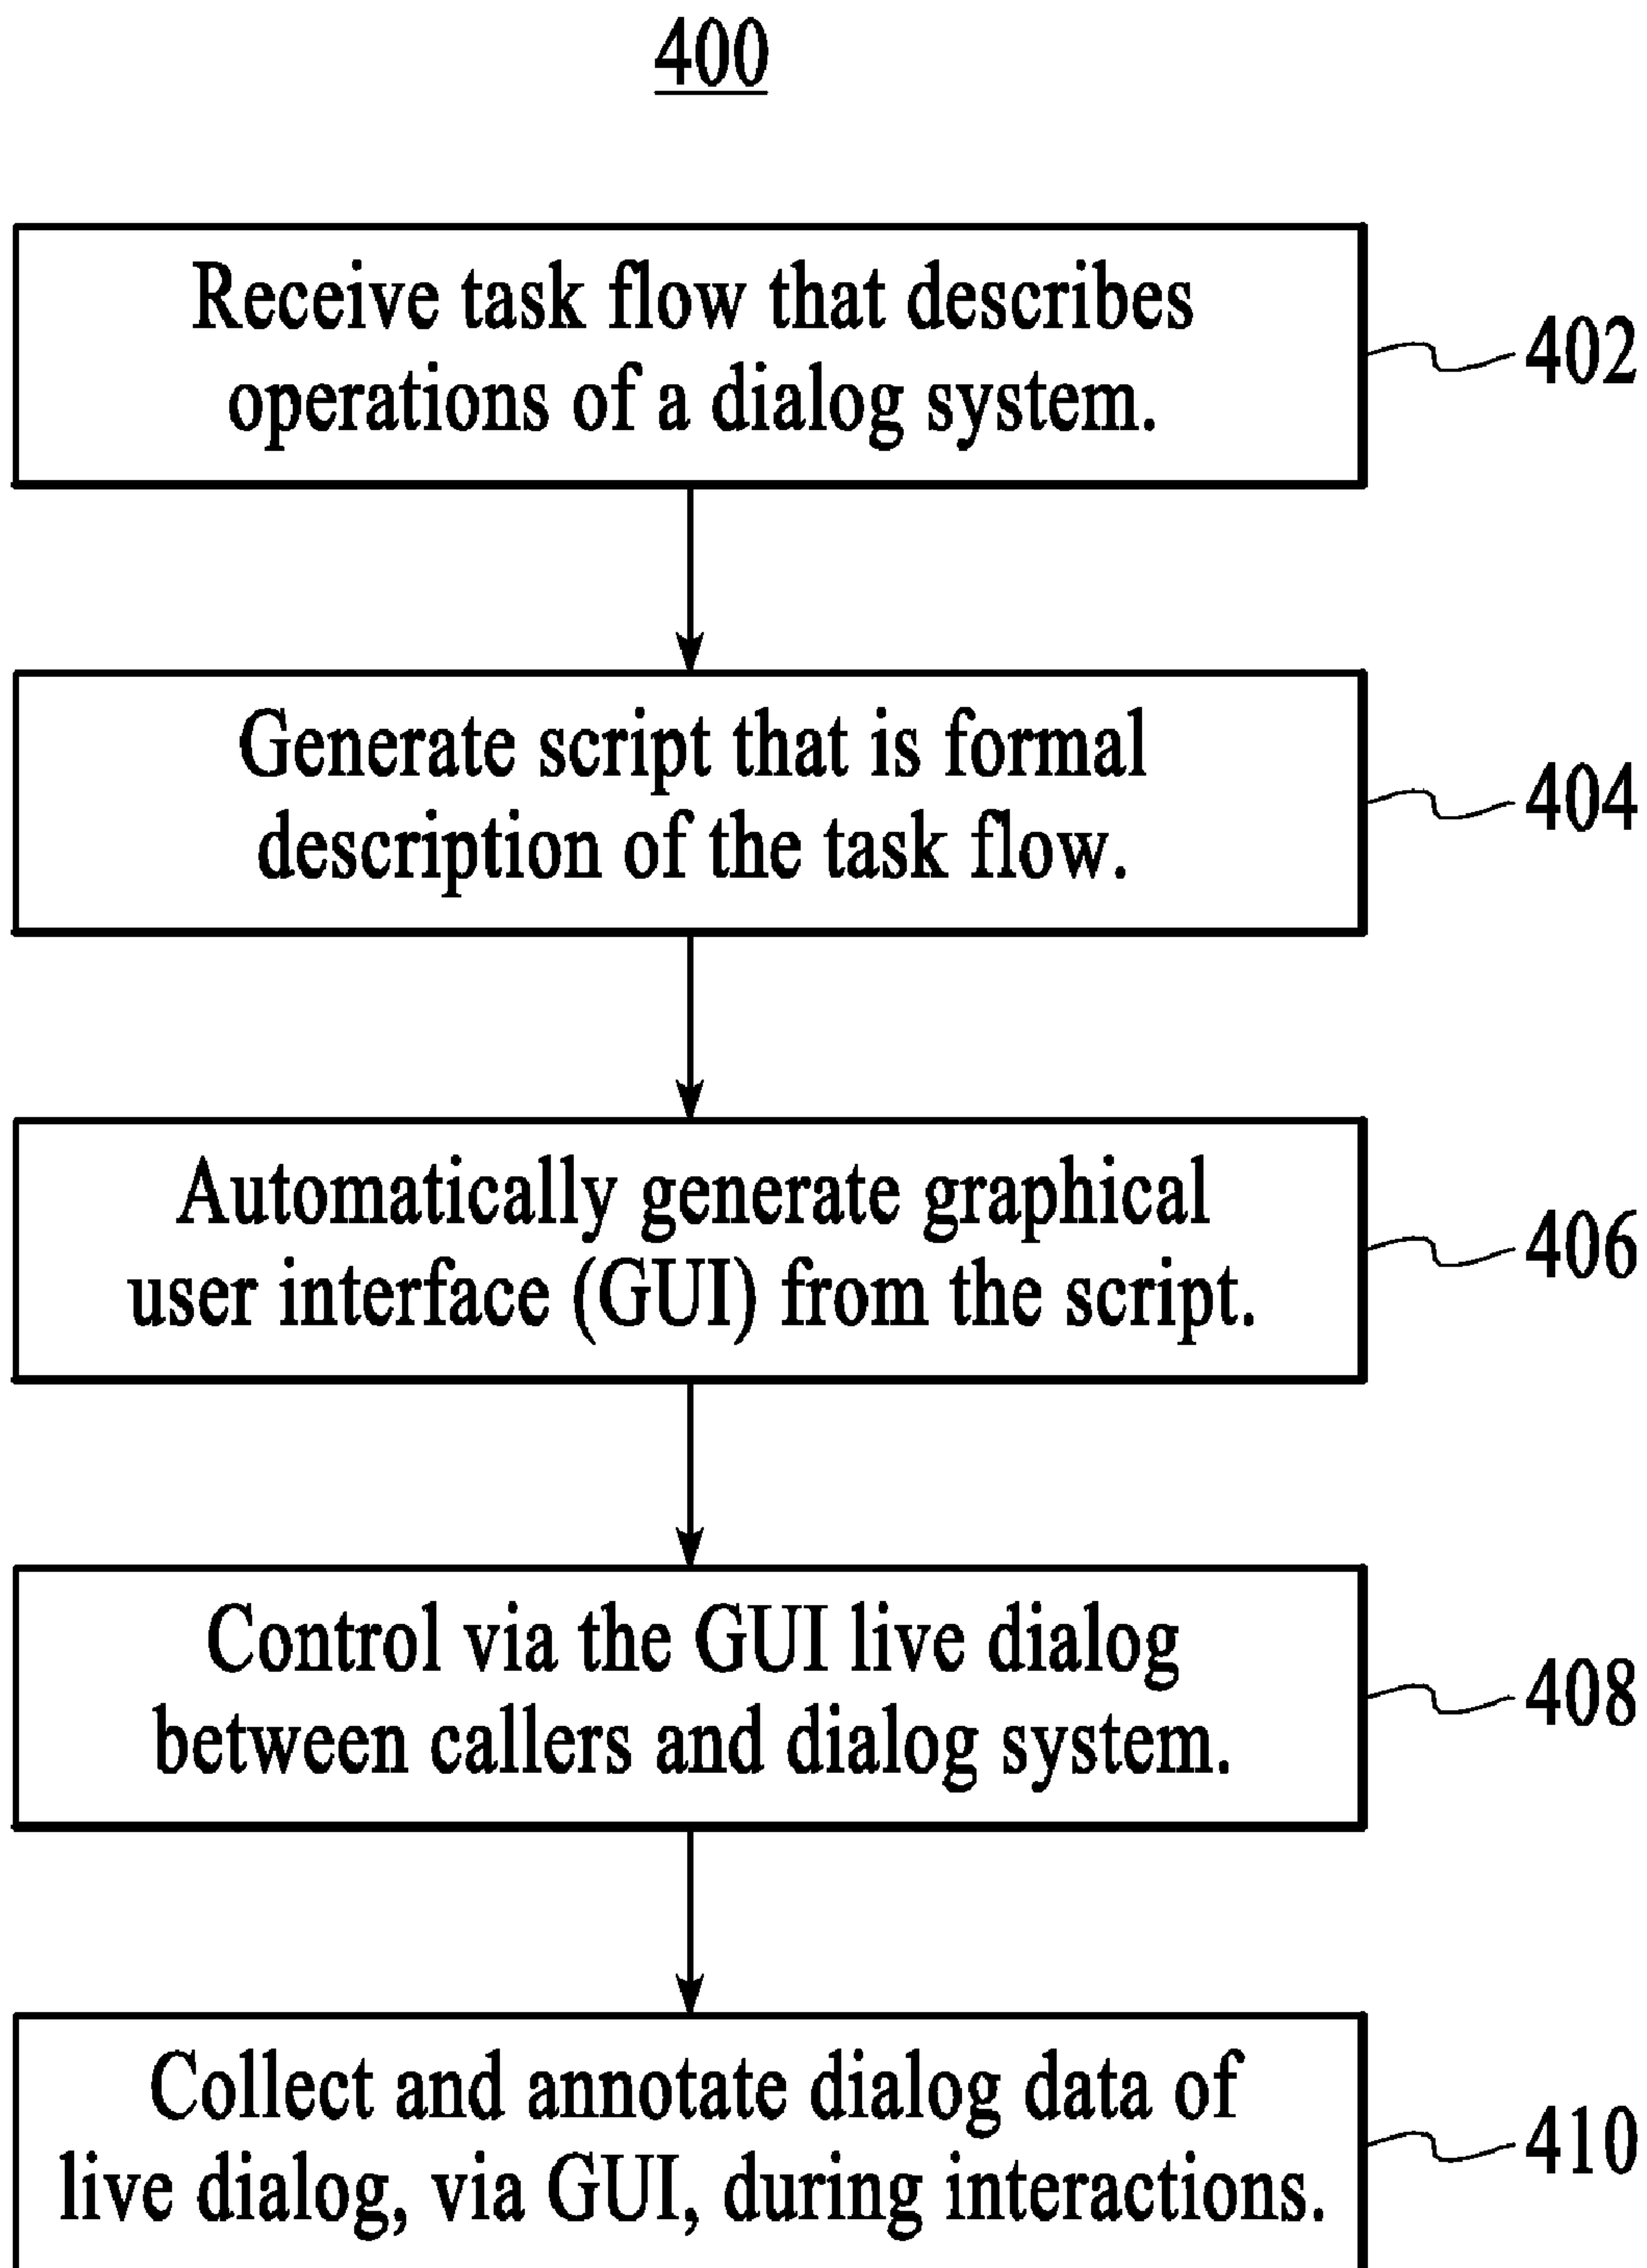 400
Receive task flow that describes
operations of a dialog system.
402
Generate script that is formal
description of the task flow.
404
Automatically generate graphical
user interface (GUI) from the script.
406
Control via the GUI live dialog
between callers and dialog system.
408
Collect and annotate dialog data of
live dialog, via GUI, during interactions.
410